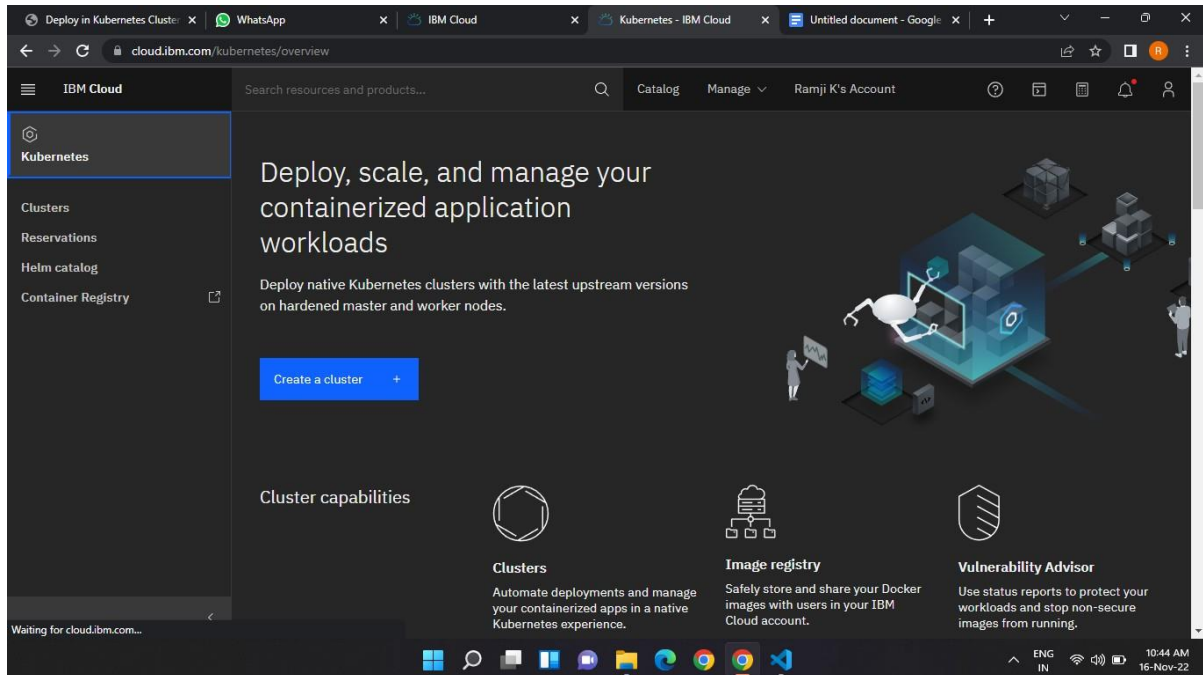 Deploy in Kubernetes Cluster
WhatsApp
IBM Cloud
Kubernetes - IBM Cloud
Untitled document - Google
cloud.ibm.com/kubernetes/overview
R
IBM Cloud
Search resources and products...
Catalog
Manage
Ramji K's Account
Kubernetes
Clusters
Reservations
Helm catalog
Container Registry
Deploy, scale, and manage your
containerized application
workloads
Deploy native Kubernetes clusters with the latest upstream versions
on hardened master and worker nodes.
Create a cluster +
Cluster capabilities
Clusters
Automate deployments and manage
your containerized apps in a native
Kubernetes experience.
Image registry
Safely store and share your Docker
images with users in your IBM
Cloud account.
Vulnerability Advisor
Use status reports to protect your
workloads and stop non-secure
images from running.
Waiting for cloud.ibm.com...
ENG
IN
10:44 AM
16-Nov-22